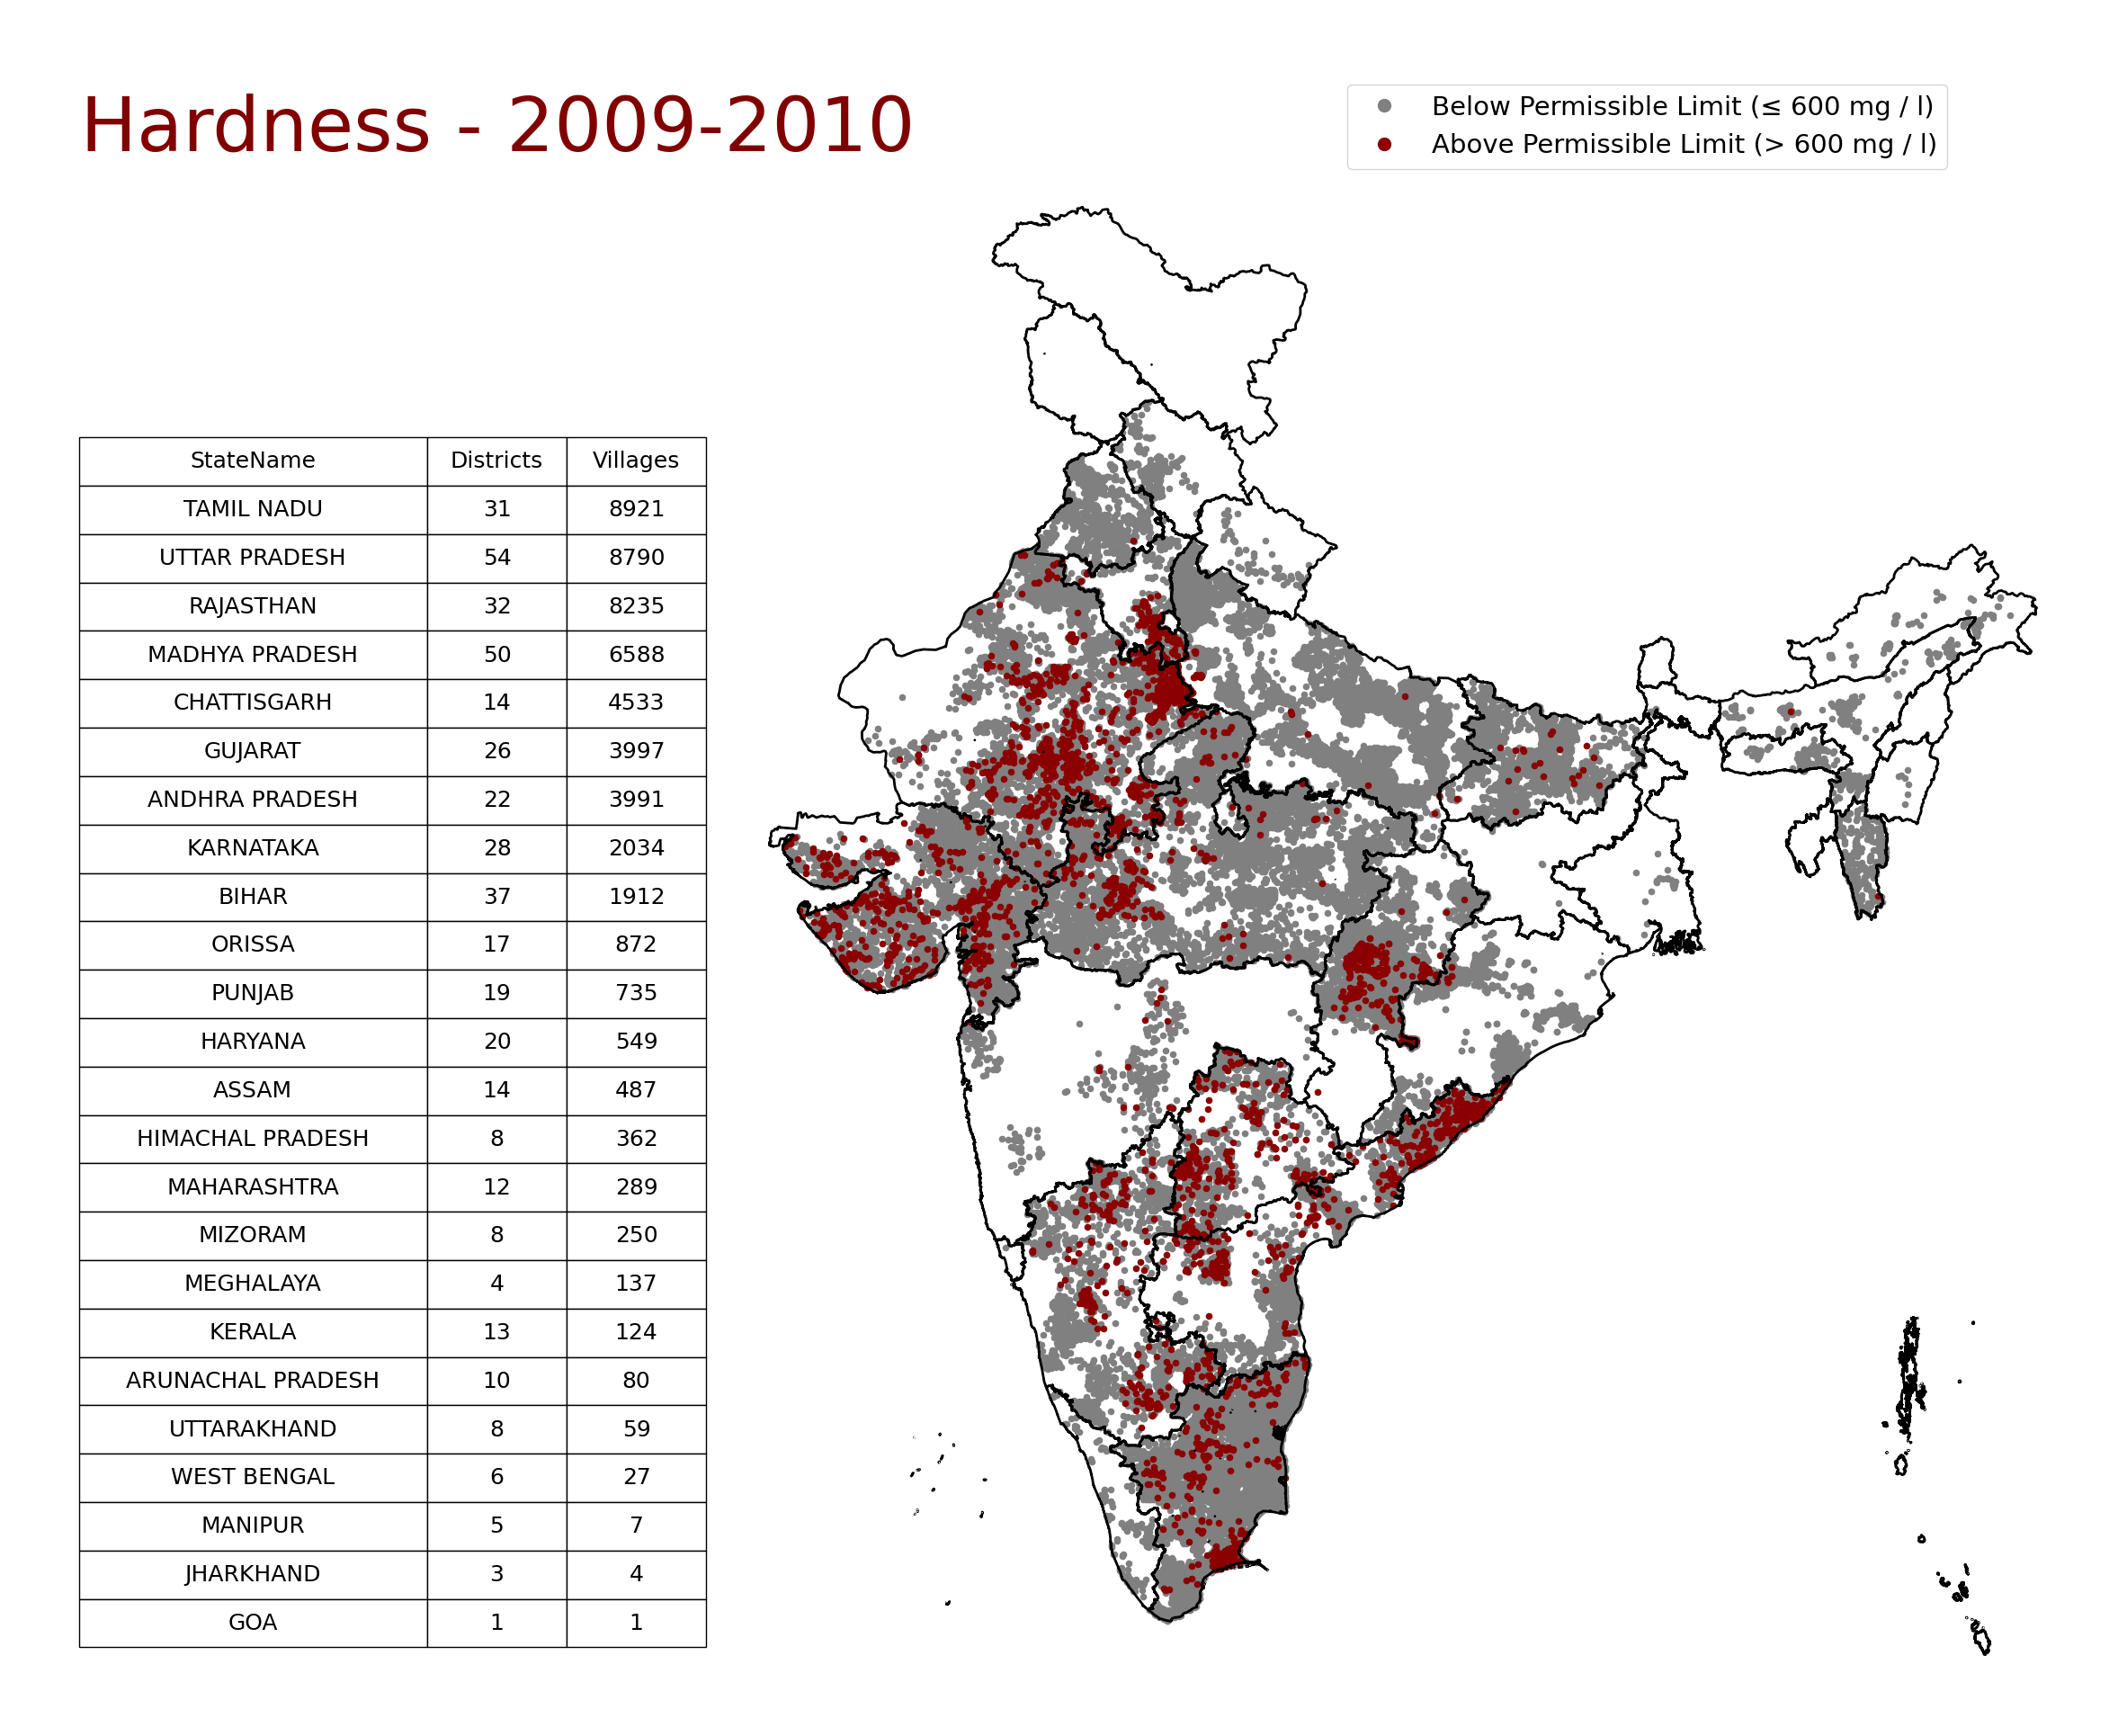 Hardness - 2009-2010
Below Permissible Limit (≤ 600 mg / l)
Above Permissible Limit (> 600 mg / l)
StateName Districts Villages
TAMIL NADU 31 8921
UTTAR PRADESH 54 8790
RAJASTHAN 32 8235
MADHYA PRADESH 50 6588
CHATTISGARH 14 4533
GUJARAT 26 3997
ANDHRA PRADESH 22 3991
KARNATAKA 28 2034
BIHAR 37 1912
ORISSA 17 872
PUNJAB 19 735
HARYANA 20 549
ASSAM 14 487
HIMACHAL PRADESH 8 362
MAHARASHTRA 12 289
MIZORAM 8 250
MEGHALAYA 4 137
KERALA 13 124
ARUNACHAL PRADESH 10 80
UTTARAKHAND 8 59
WEST BENGAL 6 27
MANIPUR 5 7
JHARKHAND 3 4
GOA 1 1